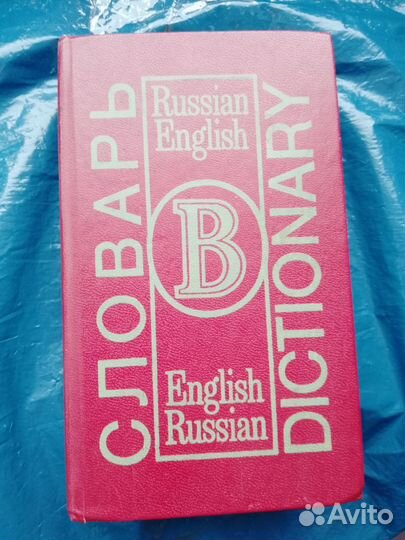 СЛОВАРЬ
Russian
English
B
English
Russian
DICTIONARY
Avito